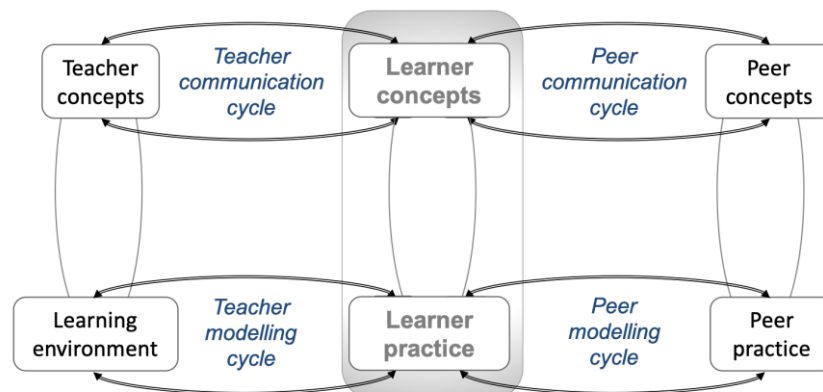 Teacher
concepts
Teacher
communication
cycle
Learner
concepts
Peer
communication
cycle
Peer
concepts
Learning
environment
Teacher
modelling
cycle
Learner
practice
Peer
modelling
cycle
Peer
practice